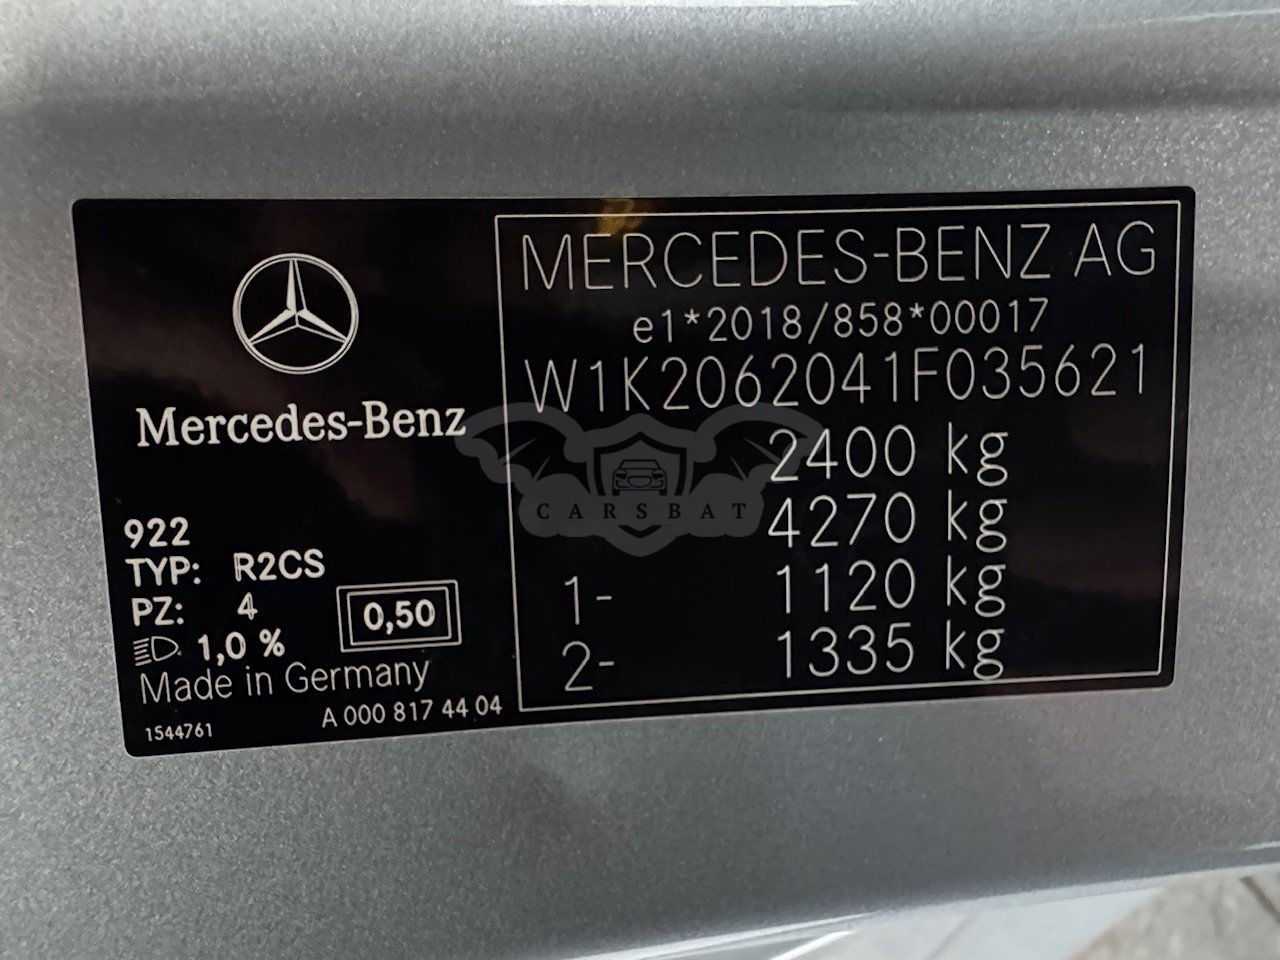 Mercedes-Benz
922
TYP: R2CS
PZ: 4
1,0 %
0,50
Made in Germany
1544761
A 000 817 44 04
MERCEDES-BENZ AG
e1*2018/858*00017
W1K2062041F035621
2400 kg
4270 kg
1- 1120 kg
2- 1335 kg
CARSBAT